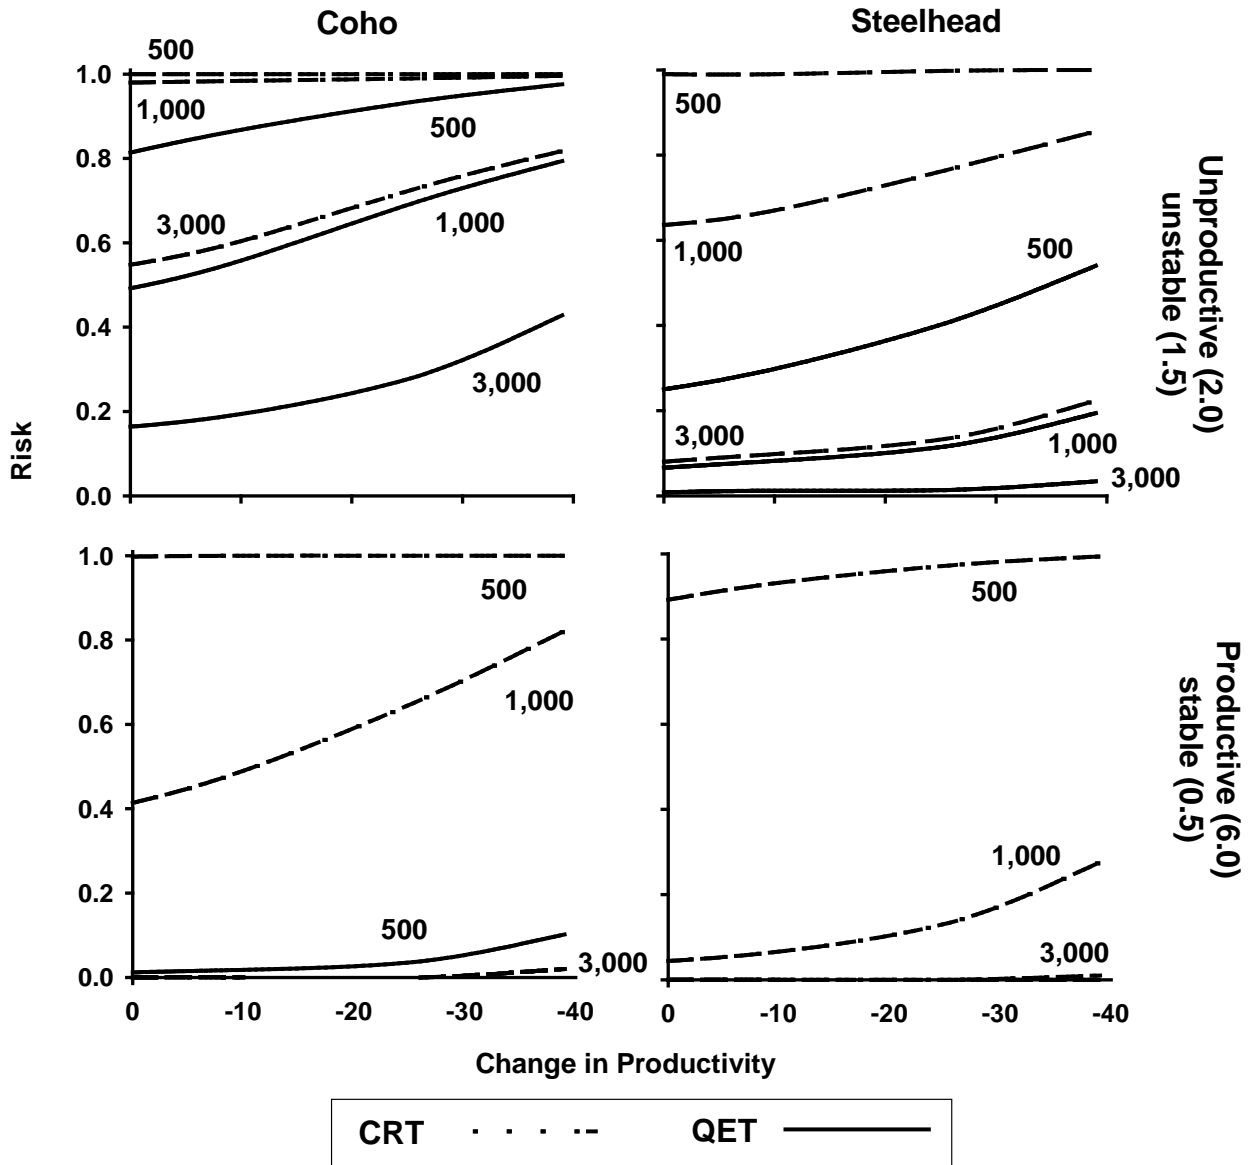 Coho
Steelhead
500
1.0
1,000
500
0.8
3,000
1,000
0.6
0.4
3,000
0.2
0.0
500
1,000
500
3,000
1,000
3,000
Unproductive (2.0)
unstable (1.5)
Risk
1.0
500
0.8
1,000
0.6
0.4
0.2
500
3,000
0.0
0 -10 -20 -30 -40
500
1,000
3,000
0 -10 -20 -30 -40
Productive (6.0)
stable (0.5)
Change in Productivity
CRT QET